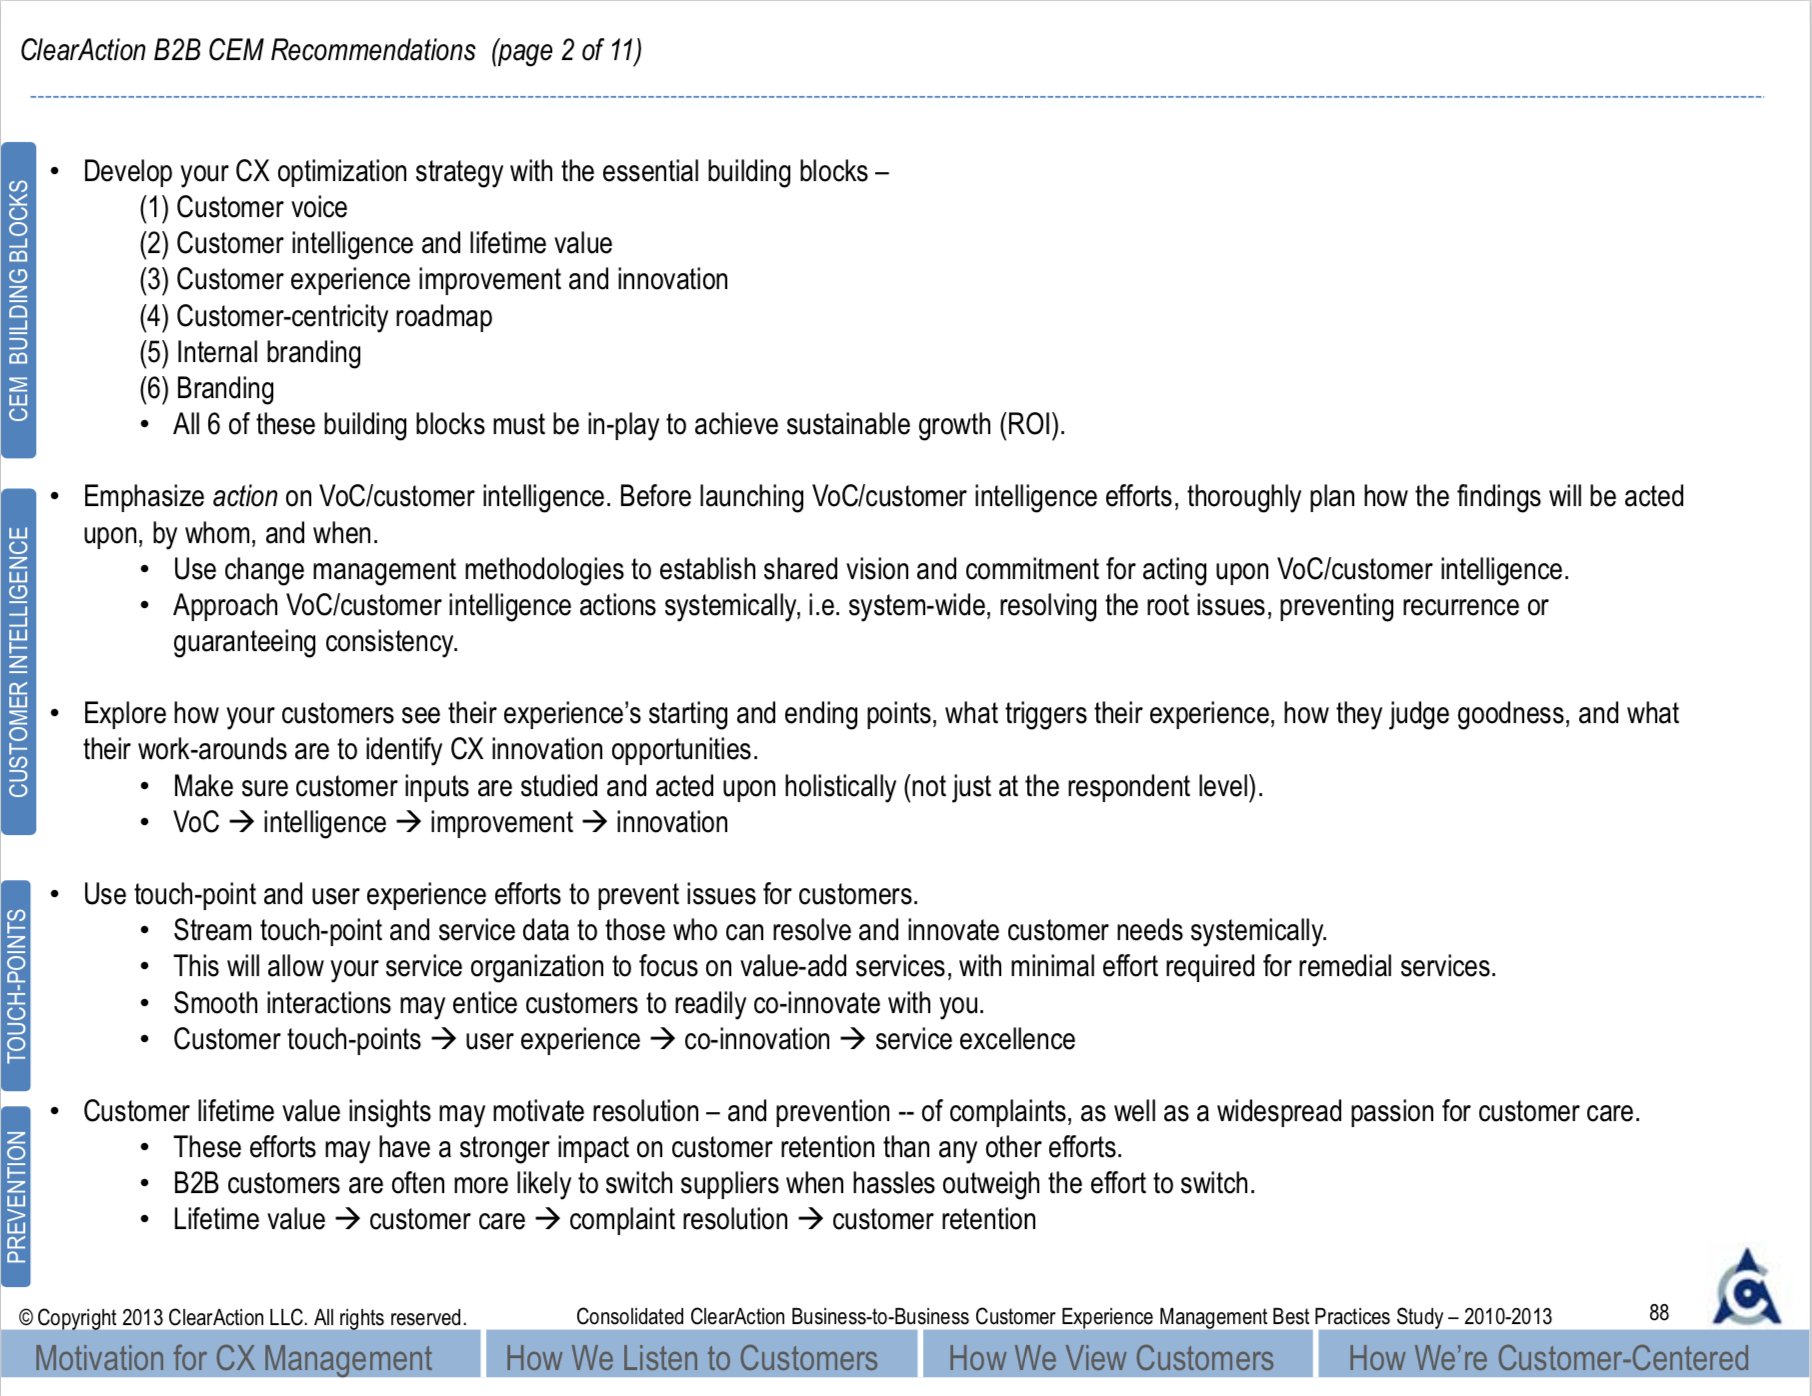 ClearAction B2B CEM Recommendations (page 2 of 11)
CEM BUILDING BLOCKS
• Develop your CX optimization strategy with the essential building blocks –
(1) Customer voice
(2) Customer intelligence and lifetime value
(3) Customer experience improvement and innovation
(4) Customer-centricity roadmap
(5) Internal branding
(6) Branding
• All 6 of these building blocks must be in-play to achieve sustainable growth (ROI).
CUSTOMER INTELLIGENCE
• Emphasize action on VoC/customer intelligence. Before launching VoC/customer intelligence efforts, thoroughly plan how the findings will be acted
upon, by whom, and when.
• Use change management methodologies to establish shared vision and commitment for acting upon VoC/customer intelligence.
• Approach VoC/customer intelligence actions systemically, i.e. system-wide, resolving the root issues, preventing recurrence or
guaranteeing consistency.
• Explore how your customers see their experience’s starting and ending points, what triggers their experience, how they judge goodness, and what
their work-arounds are to identify CX innovation opportunities.
• Make sure customer inputs are studied and acted upon holistically (not just at the respondent level).
• VoC → intelligence → improvement → innovation
TOUCH-POINTS
• Use touch-point and user experience efforts to prevent issues for customers.
• Stream touch-point and service data to those who can resolve and innovate customer needs systemically.
• This will allow your service organization to focus on value-add services, with minimal effort required for remedial services.
• Smooth interactions may entice customers to readily co-innovate with you.
• Customer touch-points → user experience → co-innovation → service excellence
PREVENTION
• Customer lifetime value insights may motivate resolution – and prevention -- of complaints, as well as a widespread passion for customer care.
• These efforts may have a stronger impact on customer retention than any other efforts.
• B2B customers are often more likely to switch suppliers when hassles outweigh the effort to switch.
• Lifetime value → customer care → complaint resolution → customer retention
© Copyright 2013 ClearAction LLC. All rights reserved.
Consolidated ClearAction Business-to-Business Customer Experience Management Best Practices Study – 2010-2013
88
Motivation for CX Management
How We Listen to Customers
How We View Customers
How We’re Customer-Centered